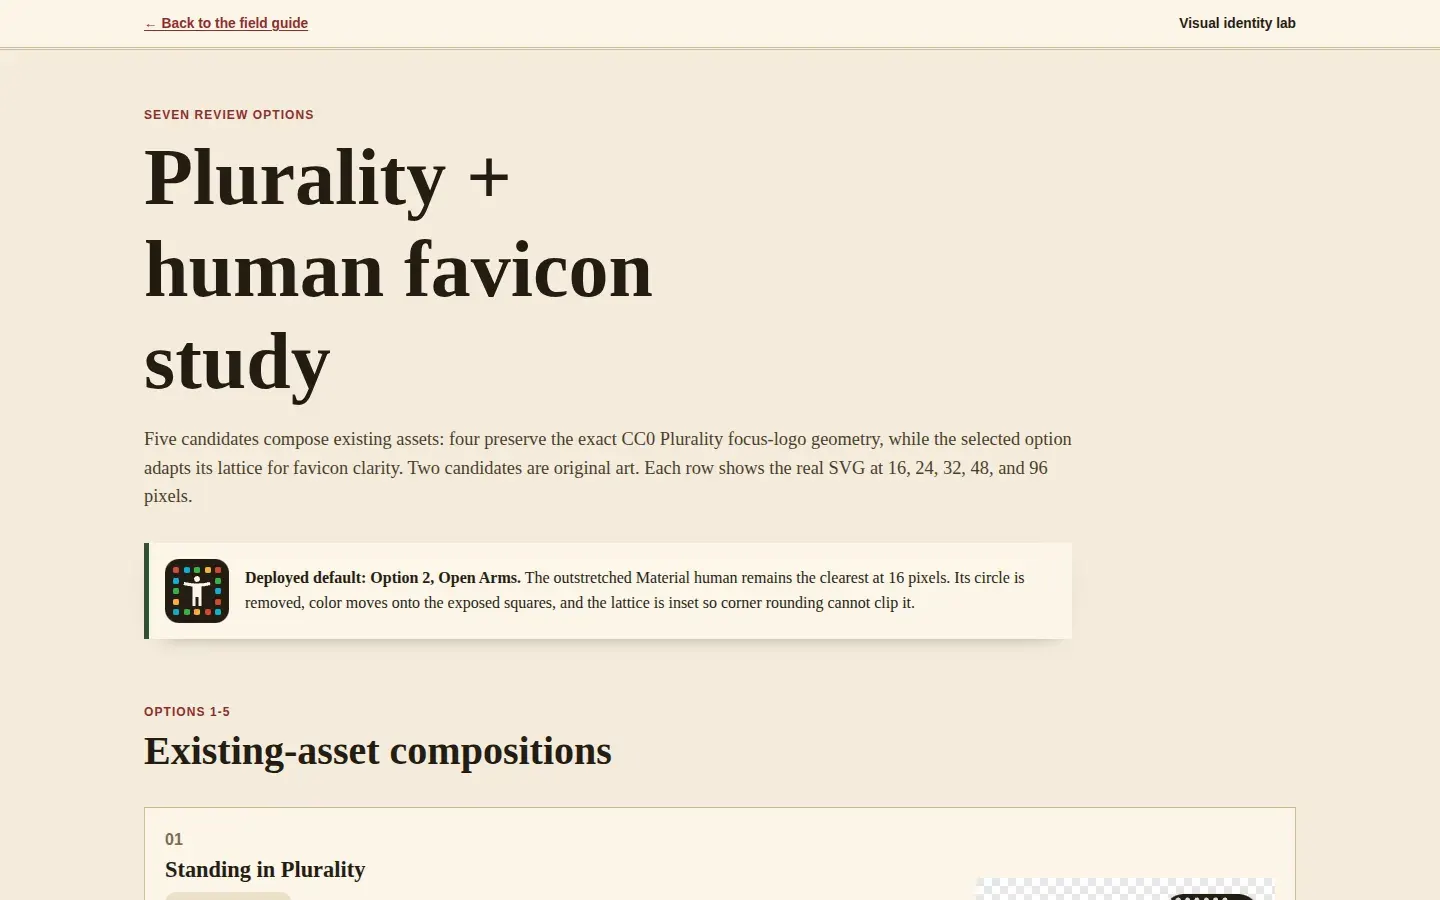 ← Back to the field guide
Visual identity lab
SEVEN REVIEW OPTIONS
Plurality +
human favicon
study
Five candidates compose existing assets: four preserve the exact CC0 Plurality focus-logo geometry, while the selected option
adapts its lattice for favicon clarity. Two candidates are original art. Each row shows the real SVG at 16, 24, 32, 48, and 96
pixels.
Deployed default: Option 2, Open Arms. The outstretched Material human remains the clearest at 16 pixels. Its circle is
removed, color moves onto the exposed squares, and the lattice is inset so corner rounding cannot clip it.
OPTIONS 1-5
Existing-asset compositions
01
Standing in Plurality